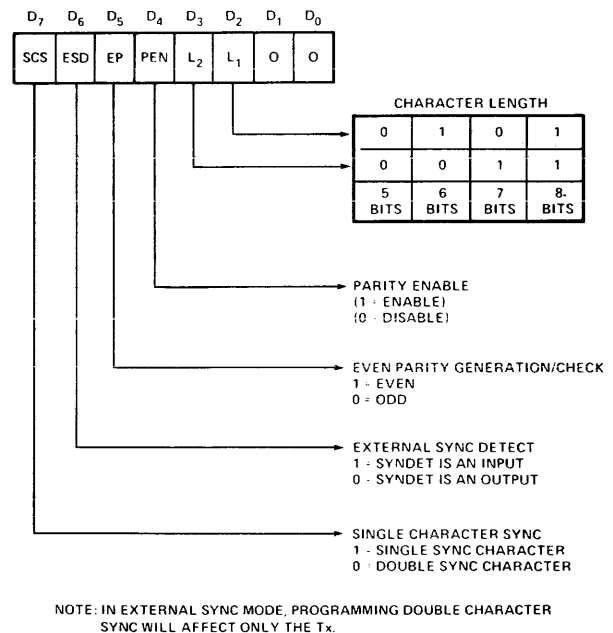 D7 D6 D5 D4 D3 D2 D1 D0
SCS ESD EP PEN L2 L1 0 0
CHARACTER LENGTH
0 1 0 1
0 0 1 1
5 6 7 8-
BITS BITS BITS BITS
PARITY ENABLE
(1 = ENABLE)
(0 - DISABLE)
EVEN PARITY GENERATION/CHECK
1 = EVEN
0 = ODD
EXTERNAL SYNC DETECT
1 = SYNDET IS AN INPUT
0 - SYNDET IS AN OUTPUT
SINGLE CHARACTER SYNC
1 - SINGLE SYNC CHARACTER
0 = DOUBLE SYNC CHARACTER
NOTE: IN EXTERNAL SYNC MODE, PROGRAMMING DOUBLE CHARACTER
SYNC WILL AFFECT ONLY THE Tx.